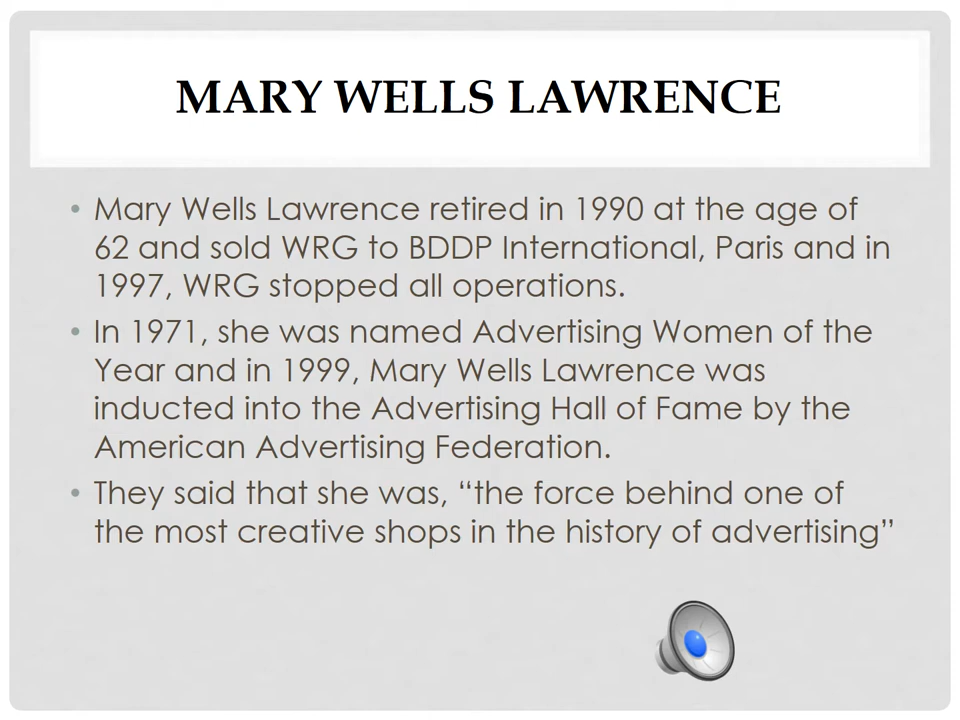 MARY WELLS LAWRENCE
• Mary Wells Lawrence retired in 1990 at the age of
62 and sold WRG to BDDP International, Paris and in
1997, WRG stopped all operations.
• In 1971, she was named Advertising Women of the
Year and in 1999, Mary Wells Lawrence was
inducted into the Advertising Hall of Fame by the
American Advertising Federation.
• They said that she was, “the force behind one of
the most creative shops in the history of advertising”